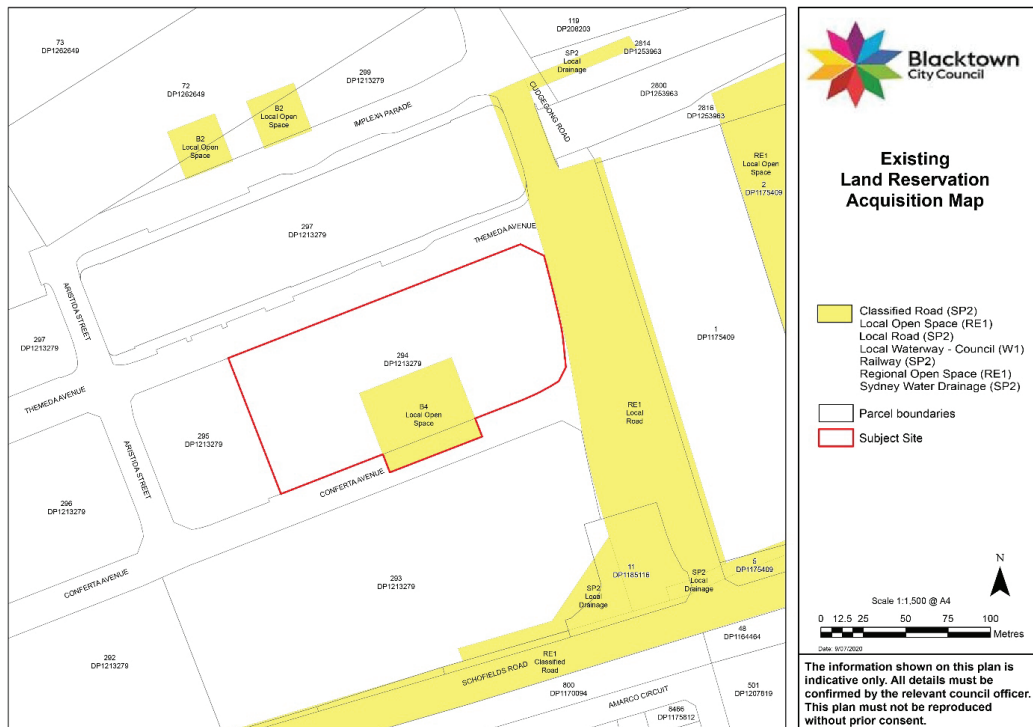 73
DP1262649
72
DP1262649
299
DP1213279
B2
Local Open
Space
B2
Local Open
Space
IMPLEXA PARADE
119
DP208203
SP2
Local
Drainage
2814
DP1253963
2800
DP1253963
2816
DP1253963
CUDGEGONG ROAD
RE1
Local Open
Space
2
DP1175409
297
DP1213279
THEMEDA AVENUE
ARISTIDA STREET
297
DP1213279
THEMEDA AVENUE
294
DP1213279
B4
Local Open
Space
1
DP1175409
RE1
Local
Road
295
DP1213279
ARISTIDA STREET
CONFERTA AVENUE
296
DP1213279
CONFERTA AVENUE
293
DP1213279
11
DP1185116
SP2
Local
Drainage
SP2
Local
Drainage
5
DP1175409
292
DP1213279
48
DP1164464
RE1
Classified
Road
SCHOFIELDS ROAD
800
DP1170094
AMARCO CIRCUIT
501
DP1207819
8466
DP1175812
Blacktown
City Council
Existing
Land Reservation
Acquisition Map
Classified Road (SP2)
Local Open Space (RE1)
Local Road (SP2)
Local Waterway - Council (W1)
Railway (SP2)
Regional Open Space (RE1)
Sydney Water Drainage (SP2)
Parcel boundaries
Subject Site
N
Scale 1:1,500 @ A4
0 12.5 25 50 75 100
Metres
Date: 9/07/2020
The information shown on this plan is
indicative only. All details must be
confirmed by the relevant council officer.
This plan must not be reproduced
without prior consent.